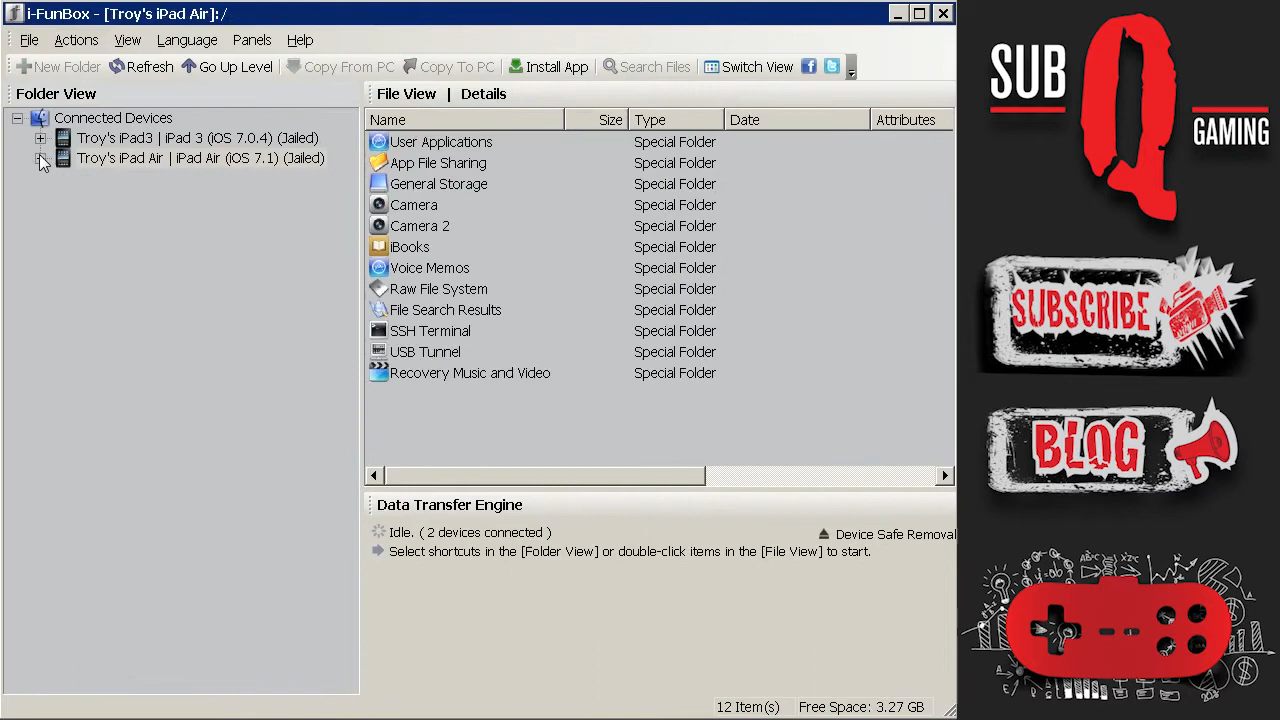 i-FunBox - [Troy's iPad Air]:/
File Actions View Language Panels Help
New Folder Refresh Go Up Level Copy From PC Copy To PC Install App Search Files Switch View
Folder View
File View | Details
Name Size Type Date Attributes
Connected Devices
Troy's iPad3 | iPad 3 (iOS 7.0.4) (Jailed)
Troy's iPad Air | iPad Air (iOS 7.1) (Jailed)
User Applications Special Folder
App File Sharing Special Folder
General Storage Special Folder
Camera Special Folder
Camera 2 Special Folder
iBooks Special Folder
Voice Memos Special Folder
Raw File System Special Folder
File Search Results Special Folder
SSH Terminal Special Folder
USB Tunnel Special Folder
Recovery Music and Video Special Folder
Data Transfer Engine
Idle. ( 2 devices connected )
Device Safe Removal
Select shortcuts in the [Folder View] or double-click items in the [File View] to start.
12 Item(s) Free Space: 3.27 GB
SUB
Q
GAMING
SUBSCRIBE
BLOG